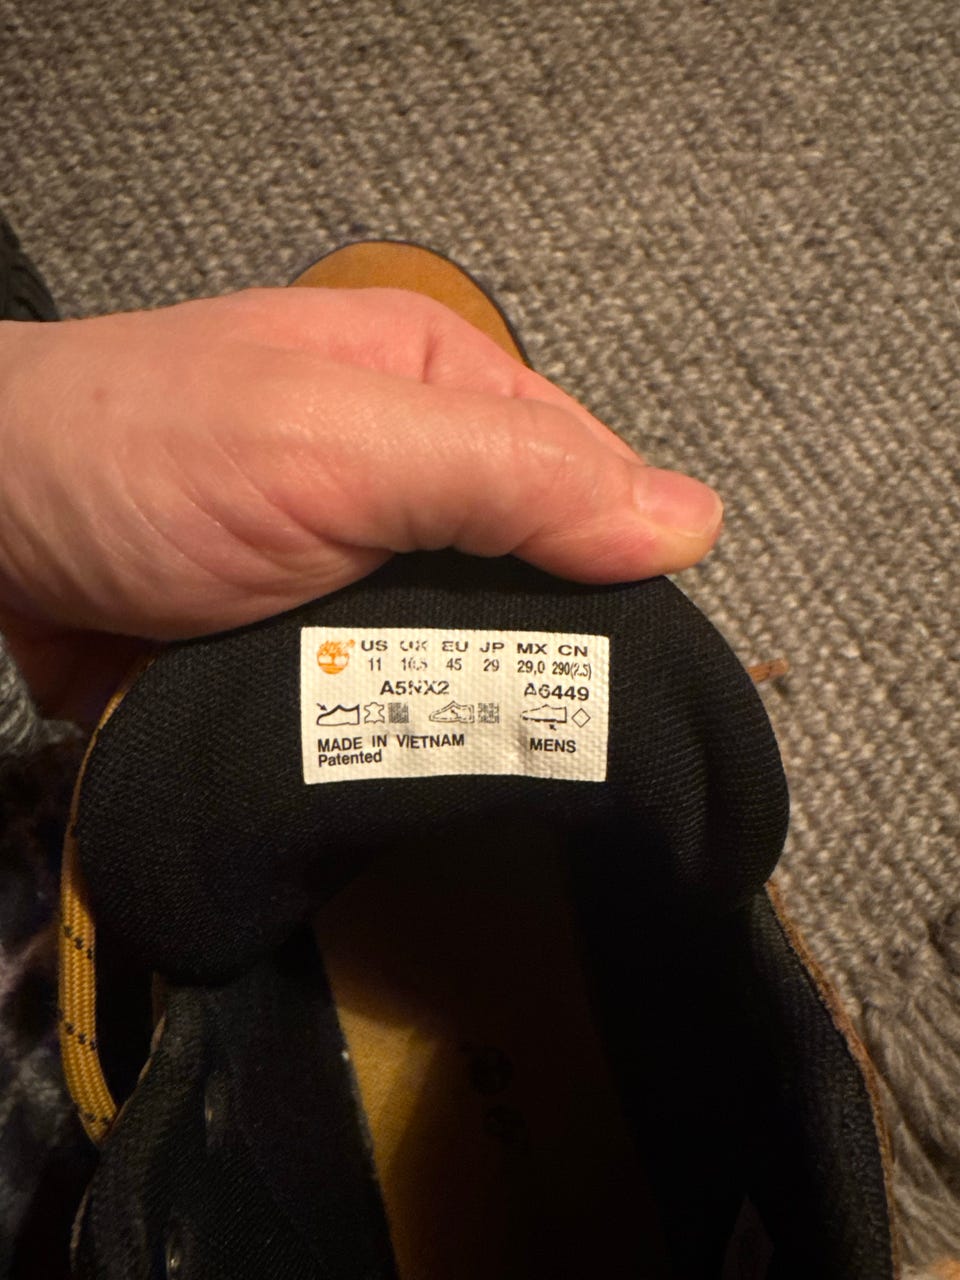 US UK EU JP MX CN
11 10.5 45 29 29,0 290(2.5)
A5NX2 A6449
MADE IN VIETNAM MENS
Patented